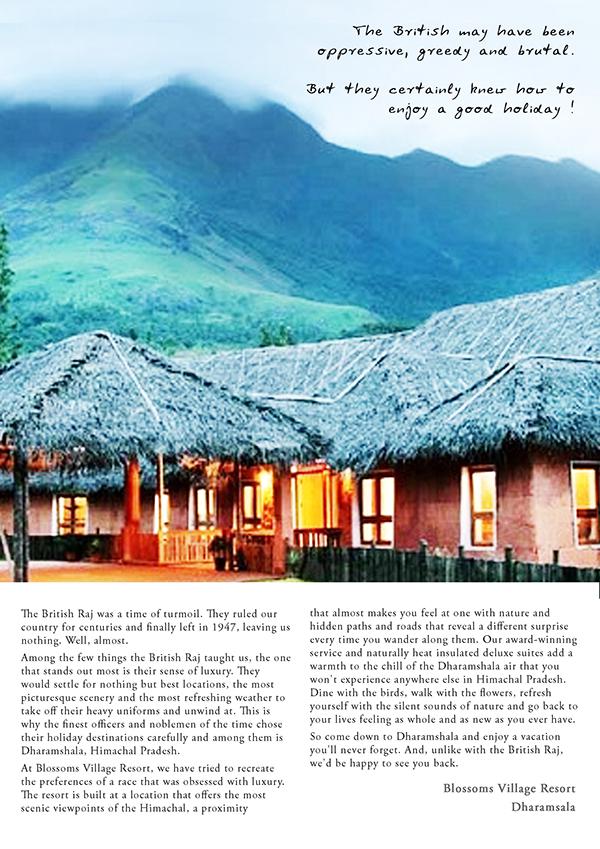 The British may have been
oppressive, greedy and brutal.
But they certainly knew how to
enjoy a good holiday !
The British Raj was a time of turmoil. They ruled our
country for centuries and finally left in 1947, leaving us
nothing. Well, almost.
Among the few things the British Raj taught us, the one
that stands out most is their sense of luxury. They
would settle for nothing but best locations, the most
picturesque scenery and the most refreshing weather to
take off their heavy uniforms and unwind at. This is
why the finest officers and noblemen of the time chose
their holiday destinations carefully and among them is
Dharamshala, Himachal Pradesh.
At Blossoms Village Resort, we have tried to recreate
the preferences of a race that was obsessed with luxury.
The resort is built at a location that offers the most
scenic viewpoints of the Himachal, a proximity
that almost makes you feel at one with nature and
hidden paths and roads that reveal a different surprise
every time you wander along them. Our award-winning
service and naturally heat insulated deluxe suites add a
warmth to the chill of the Dharamshala air that you
won't experience anywhere else in Himachal Pradesh.
Dine with the birds, walk with the flowers, refresh
yourself with the silent sounds of nature and go back to
your lives feeling as whole and as new as you ever have.
So come down to Dharamshala and enjoy a vacation
you'll never forget. And, unlike with the British Raj,
we'd be happy to see you back.
Blossoms Village Resort
Dharamsala